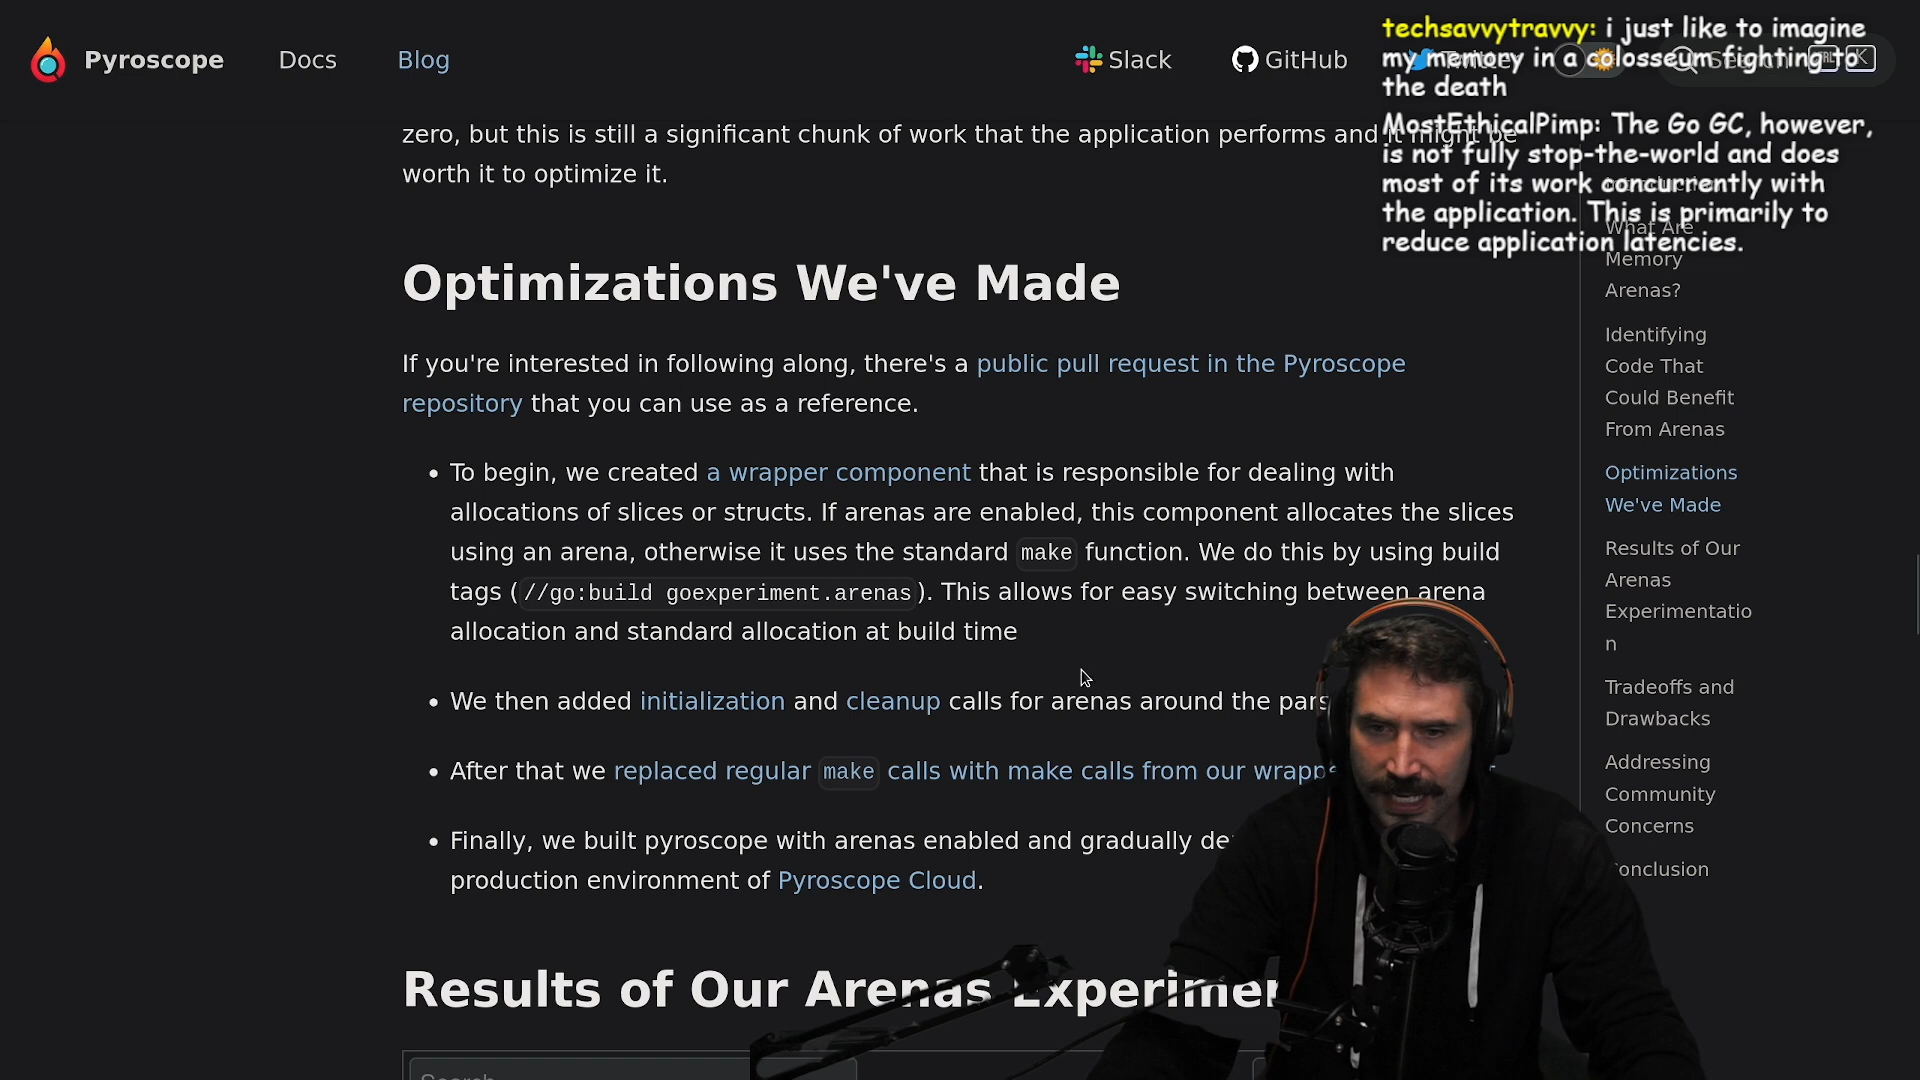 Pyroscope
Docs
Blog
Slack
GitHub
techsavvytravvy: i just like to imagine
my memory in a colosseum fighting to
the death
MostEthicalPimp: The Go GC, however,
is not fully stop-the-world and does
most of its work concurrently with
the application. This is primarily to
reduce application latencies.
zero, but this is still a significant chunk of work that the application performs and it might be
worth it to optimize it.
Optimizations We've Made
If you're interested in following along, there's a public pull request in the Pyroscope
repository that you can use as a reference.
• To begin, we created a wrapper component that is responsible for dealing with
allocations of slices or structs. If arenas are enabled, this component allocates the slices
using an arena, otherwise it uses the standard make function. We do this by using build
tags (//go:build goexperiment.arenas). This allows for easy switching between arena
allocation and standard allocation at build time
• We then added initialization and cleanup calls for arenas around the pars
• After that we replaced regular make calls with make calls from our wrappe
• Finally, we built pyroscope with arenas enabled and gradually de
production environment of Pyroscope Cloud.
Results of Our Arenas Experimen
Search
What Are
Memory
Arenas?
Identifying
Code That
Could Benefit
From Arenas
Optimizations
We've Made
Results of Our
Arenas
Experimentatio
n
Tradeoffs and
Drawbacks
Addressing
Community
Concerns
onclusion